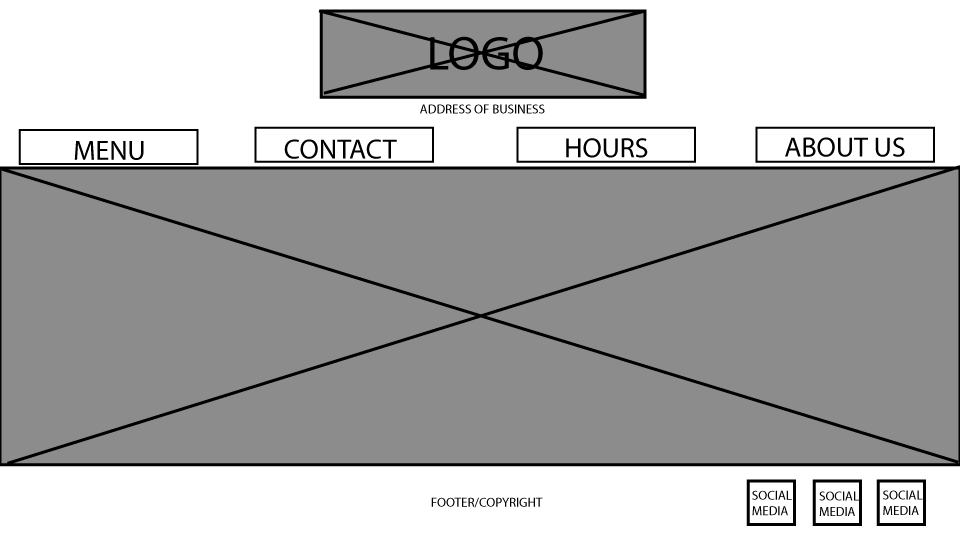 LOGO
ADDRESS OF BUSINESS
MENU
CONTACT
HOURS
ABOUT US
FOOTER/COPYRIGHT
SOCIAL
MEDIA
SOCIAL
MEDIA
SOCIAL
MEDIA